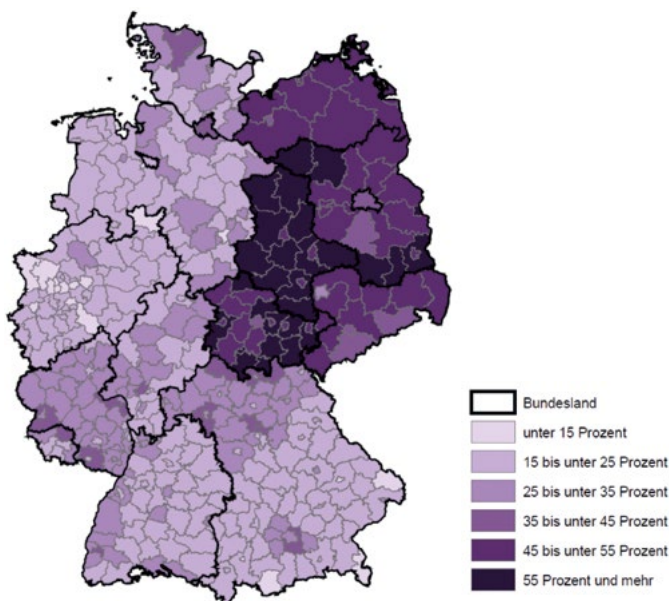 Bundesland
unter 15 Prozent
15 bis unter 25 Prozent
25 bis unter 35 Prozent
35 bis unter 45 Prozent
45 bis unter 55 Prozent
55 Prozent und mehr